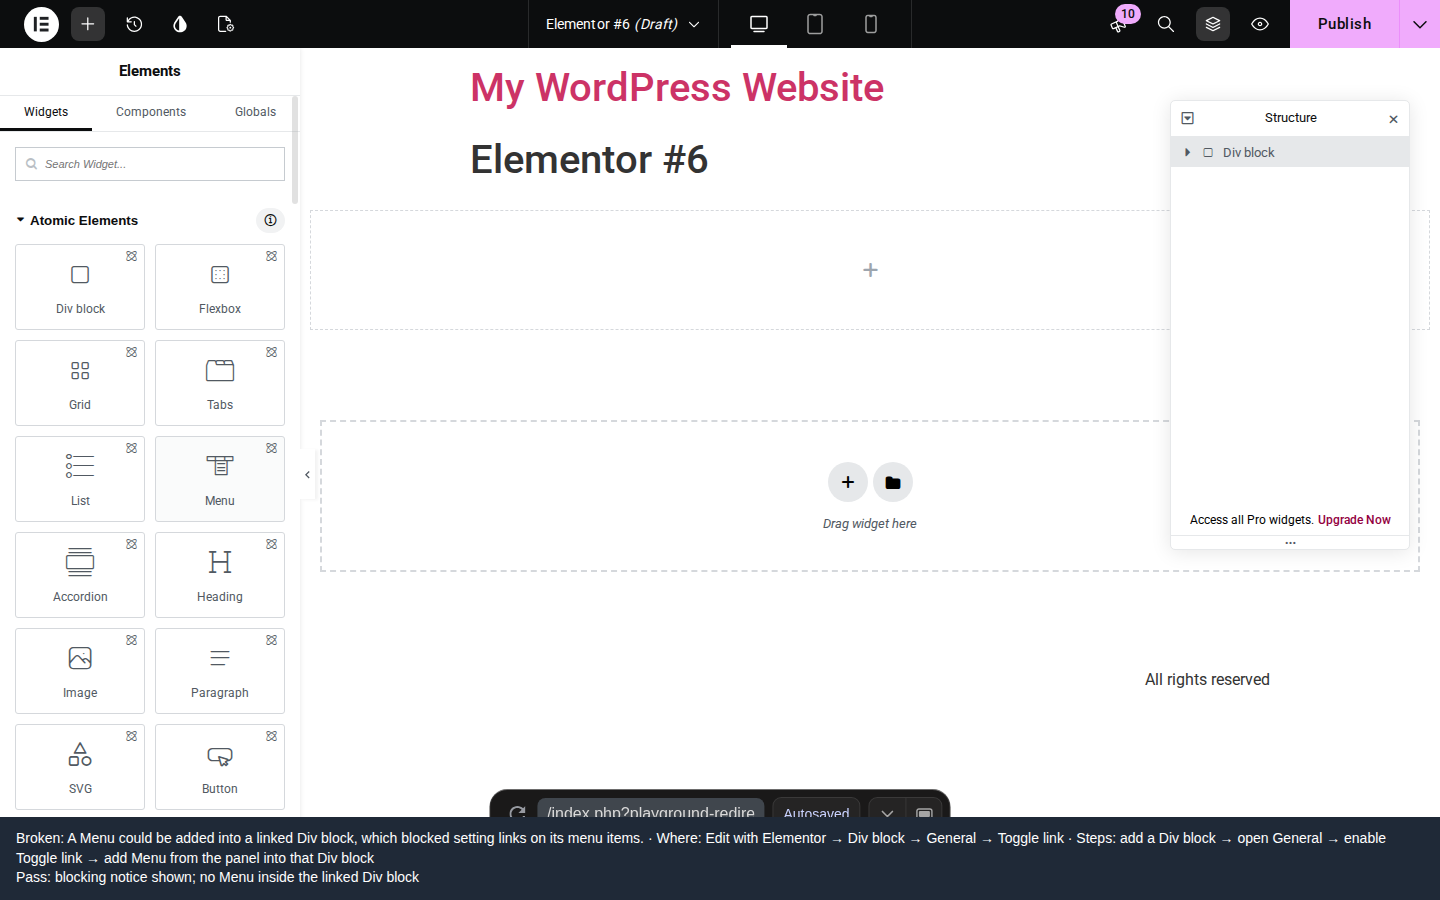 Elementor #6 (Draft)
10
Publish
Elements
Widgets
Components
Globals
Search Widget...
Atomic Elements
Div block
Flexbox
Grid
Tabs
List
Menu
Accordion
Heading
Image
Paragraph
SVG
Button
My WordPress Website
Elementor #6
Drag widget here
All rights reserved
Structure
Div block
Access all Pro widgets. Upgrade Now
/index.php?playground-redire
Autosaved
Broken: A Menu could be added into a linked Div block, which blocked setting links on its menu items. · Where: Edit with Elementor → Div block → General → Toggle link · Steps: add a Div block → open General → enable
Toggle link → add Menu from the panel into that Div block
Pass: blocking notice shown; no Menu inside the linked Div block